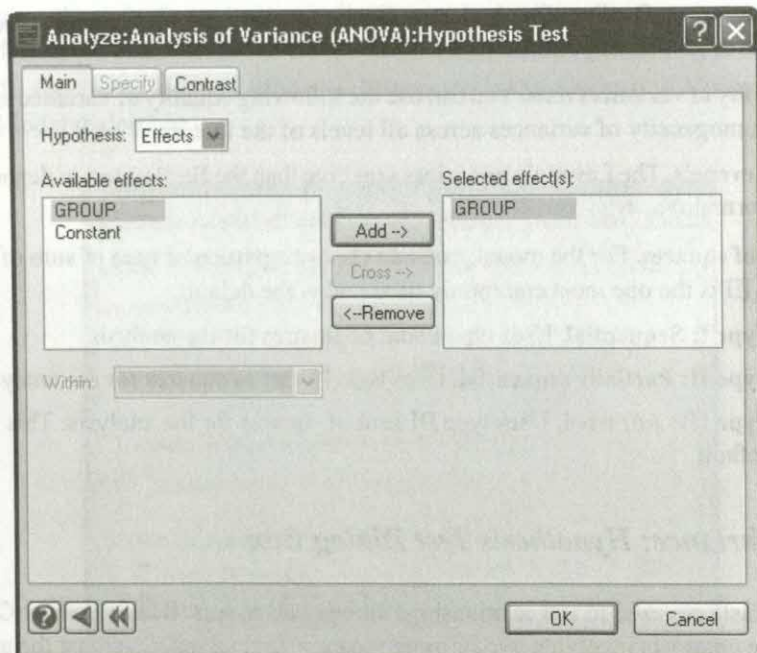 Analyze:Analysis of Variance (ANOVA):Hypothesis Test
Main Specify Contrast
Hypothesis: Effects
Available effects:
Selected effect(s):
GROUP
Constant
Add -->
Cross -->
<--Remove
GROUP
Within:
OK Cancel